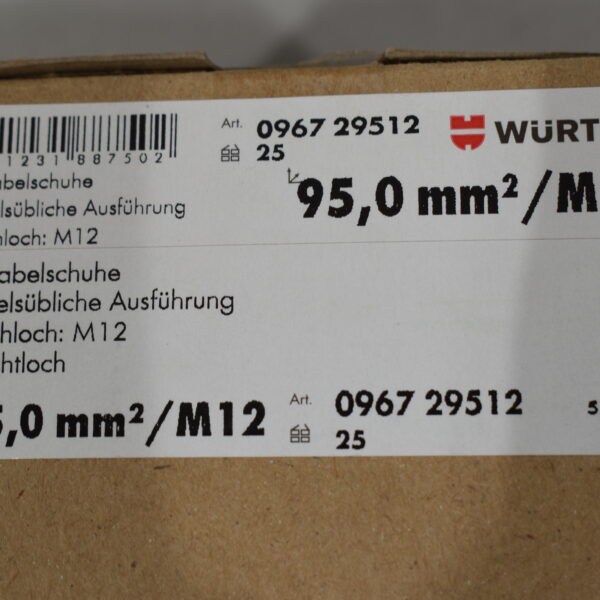 1231 887502
Art. 0967 29512
25
WÜRT
95,0 mm²/M
abelschuhe
elsübliche Ausführung
hloch: M12
abelschuhe
elsübliche Ausführung
hloch: M12
htloch
5,0 mm²/M12
Art. 0967 29512
25
S